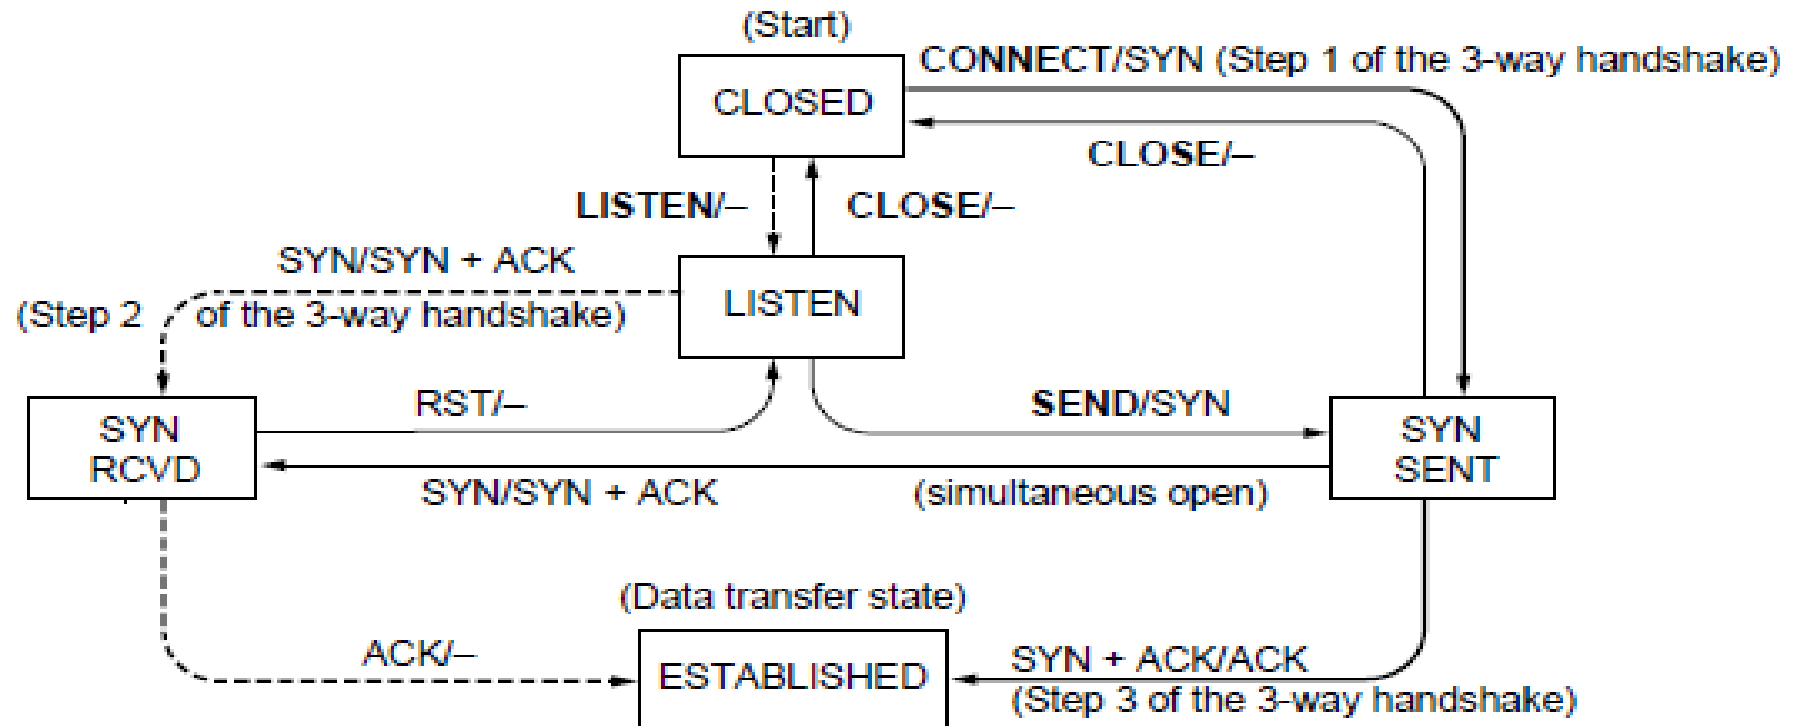 (Start)
CONNECT/SYN (Step 1 of the 3-way handshake)
CLOSED
CLOSE/–
LISTEN/–
CLOSE/–
SYN/SYN + ACK
LISTEN
(Step 2 of the 3-way handshake)
RST/–
SEND/SYN
SYN
RCVD
SYN
SENT
SYN/SYN + ACK
(simultaneous open)
(Data transfer state)
ACK/–
ESTABLISHED
SYN + ACK/ACK
(Step 3 of the 3-way handshake)